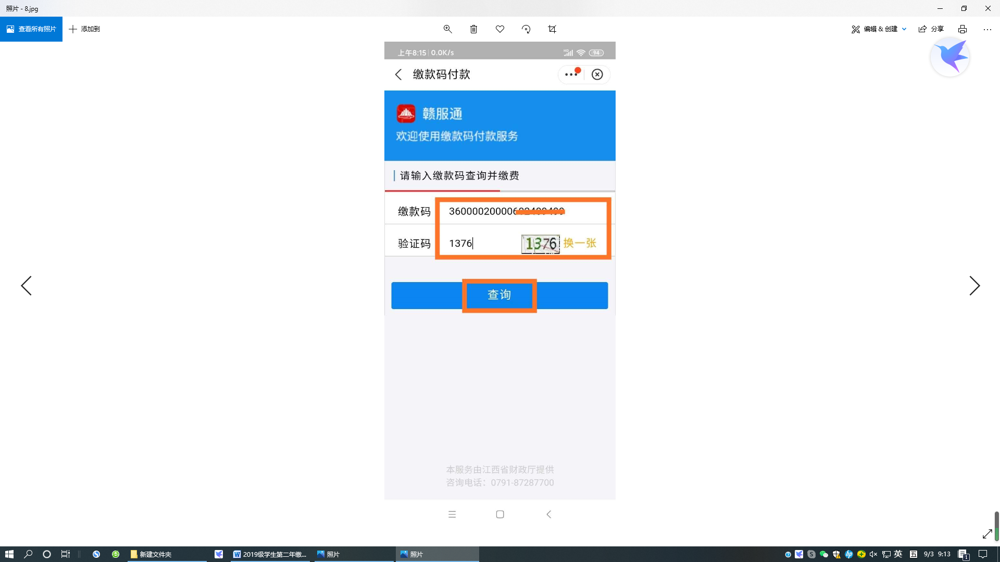 照片 - 8.jpg
查看所有照片
添加到
编辑 & 创建
分享
上午8:15 0.0K/s
HD
94
缴款码付款
赣服通
欢迎使用缴款码付款服务
请输入缴款码查询并缴费
缴款码 36000020000
验证码 1376 1376 换一张
查询
本服务由江西省财政厅提供
咨询电话：0791-87287700
新建文件夹
2019级学生第二年缴...
照片
照片
英
五
9/3 9:13
1